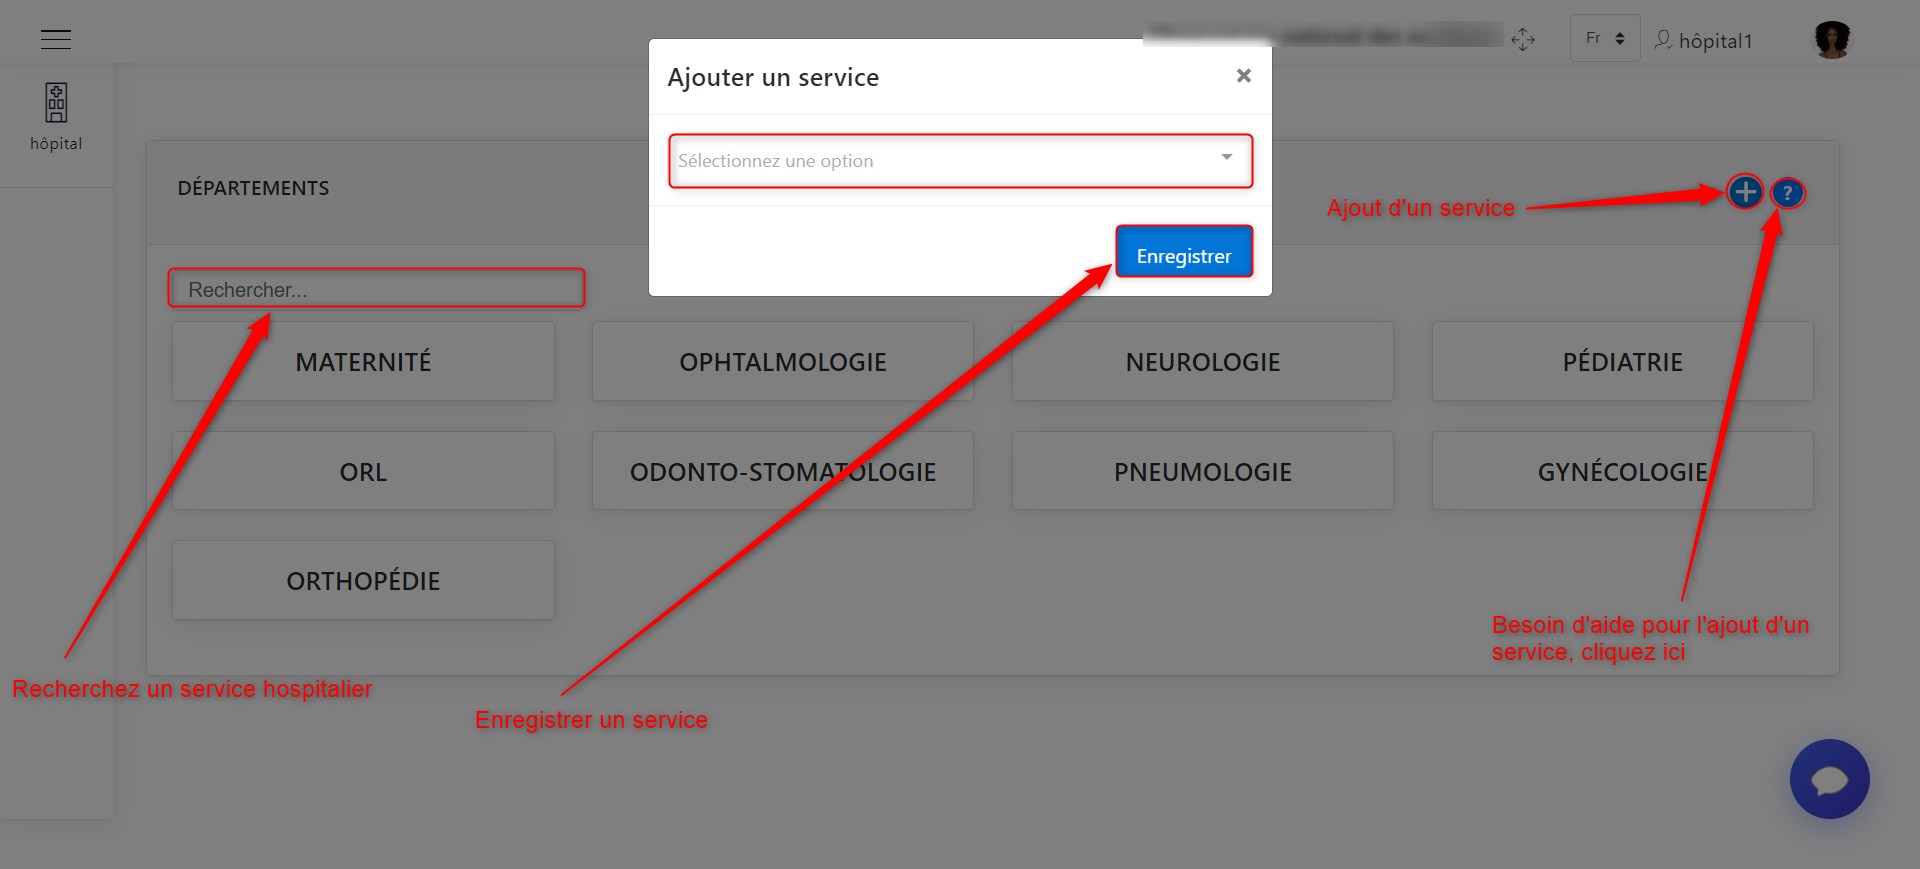 Fr
hôpital1
Ajouter un service
hôpital
Sélectionnez une option
DÉPARTEMENTS
Ajout d'un service
?
Enregistrer
Rechercher...
MATERNITÉ
OPHTALMOLOGIE
NEUROLOGIE
PÉDIATRIE
ORL
ODONTO-STOMATOLOGIE
PNEUMOLOGIE
GYNÉCOLOGIE
ORTHOPÉDIE
Besoin d'aide pour l'ajout d'un
service, cliquez ici
Recherchez un service hospitalier
Enregistrer un service